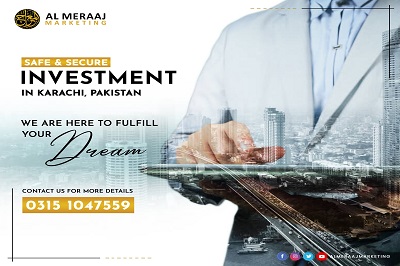 AL MERAAJ
MARKETING
SAFE & SECURE
INVESTMENT
IN KARACHI, PAKISTAN
WE ARE HERE TO FULFILL
YOUR
Dream
CONTACT US FOR MORE DETAILS
0315 1047559
ALMERAAJMARKETING